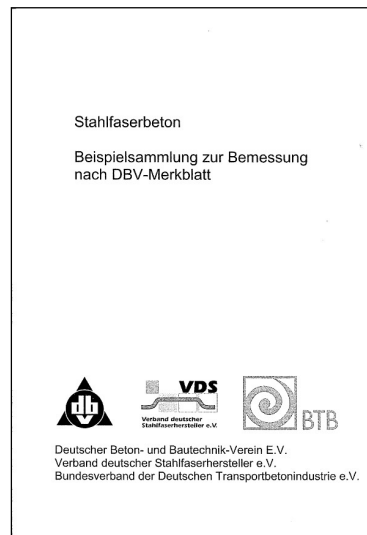 Stahlfaserbeton
Beispielsammlung zur Bemessung
nach DBV-Merkblatt
dbv
VDS
Verband deutscher
Stahlfaserhersteller e.V.
BTB
Deutscher Beton- und Bautechnik-Verein E.V.
Verband deutscher Stahlfaserhersteller e.V.
Bundesverband der Deutschen Transportbetonindustrie e.V.